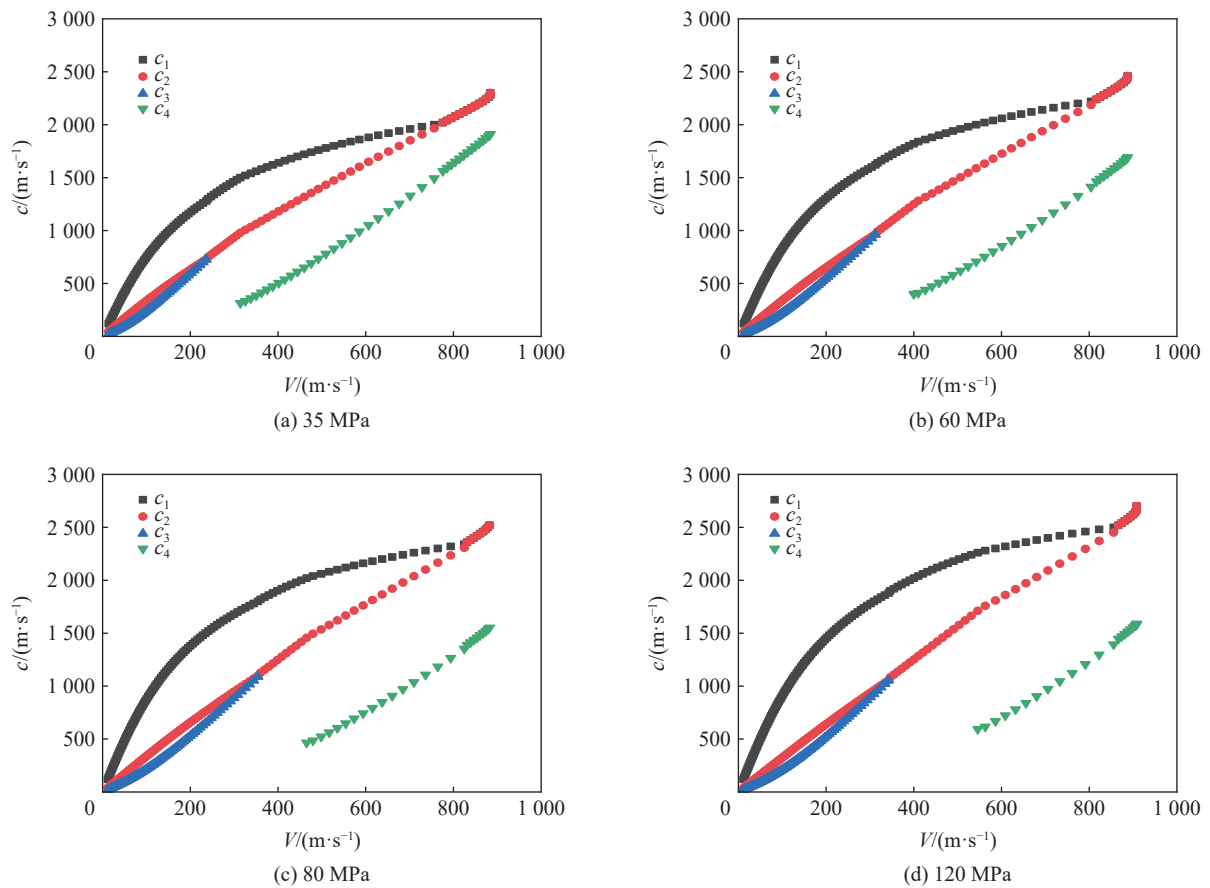 3 000
2 500
2 000
1 500
1 000
500
0
c/(m·s⁻¹)
c₁
c₂
c₃
c₄
200
400
600
800
1 000
V/(m·s⁻¹)
(a) 35 MPa
3 000
2 500
2 000
1 500
1 000
500
0
c/(m·s⁻¹)
c₁
c₂
c₃
c₄
200
400
600
800
1 000
V/(m·s⁻¹)
(b) 60 MPa
3 000
2 500
2 000
1 500
1 000
500
0
c/(m·s⁻¹)
c₁
c₂
c₃
c₄
200
400
600
800
1 000
V/(m·s⁻¹)
(c) 80 MPa
3 000
2 500
2 000
1 500
1 000
500
0
c/(m·s⁻¹)
c₁
c₂
c₃
c₄
200
400
600
800
1 000
V/(m·s⁻¹)
(d) 120 MPa